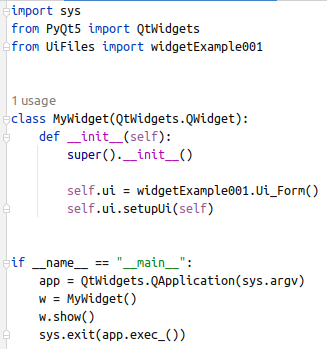 import sys
from PyQt5 import QtWidgets
from UiFiles import widgetExample001
1 usage
class MyWidget(QtWidgets.QWidget):
    def __init__(self):
        super().__init__()
        self.ui = widgetExample001.Ui_Form()
        self.ui.setupUi(self)
if __name__ == "__main__":
    app = QtWidgets.QApplication(sys.argv)
    w = MyWidget()
    w.show()
    sys.exit(app.exec_())